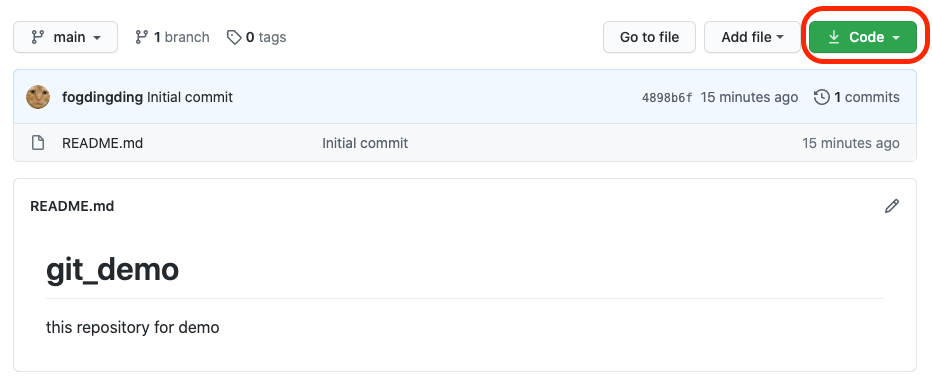 main 1 branch 0 tags Go to file Add file Code
fogdingding Initial commit 4898b6f 15 minutes ago 1 commits
README.md Initial commit 15 minutes ago
README.md
git_demo
this repository for demo